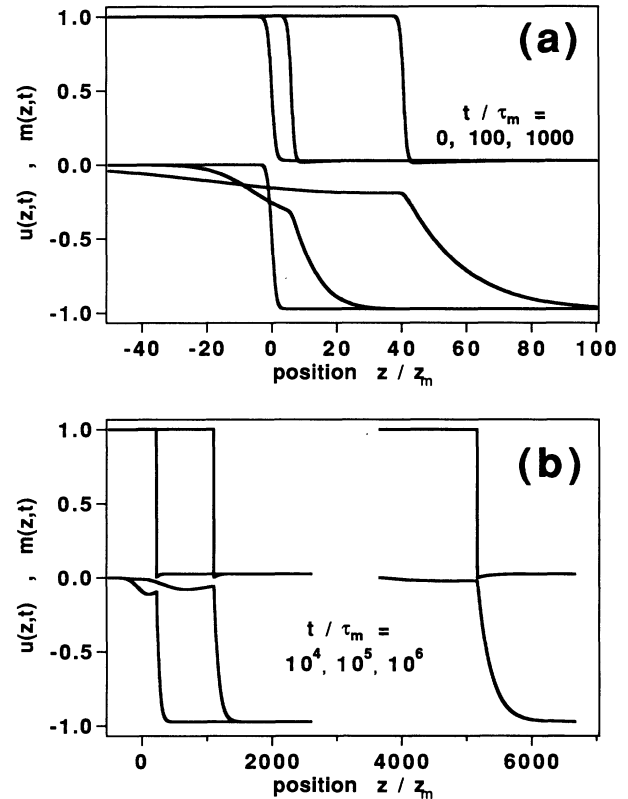 (a)
1.0
0.5
0.0
-0.5
-1.0
u(z,t) , m(z,t)
t / τm =
0, 100, 1000
-40 -20 0 20 40 60 80 100
position z / zm
(b)
1.0
0.5
0.0
-0.5
-1.0
u(z,t) , m(z,t)
t / τm =
10^4, 10^5, 10^6
0 2000 4000 6000
position z / zm